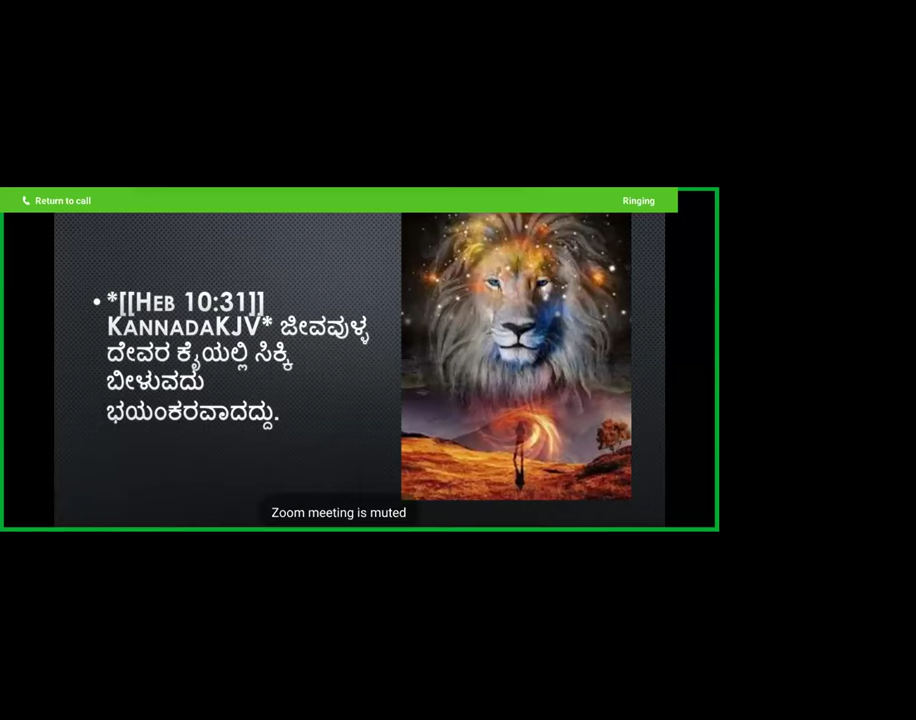 Return to call Ringing
• *[[Heb 10:31]]
KannadaKJV* ಜೀವವುಳ್ಳ
ದೇವರ ಕೈಯಲ್ಲಿ ಸಿಕ್ಕಿ
ಬೀಳುವದು
ಭಯಂಕರವಾದದ್ದು.
Zoom meeting is muted